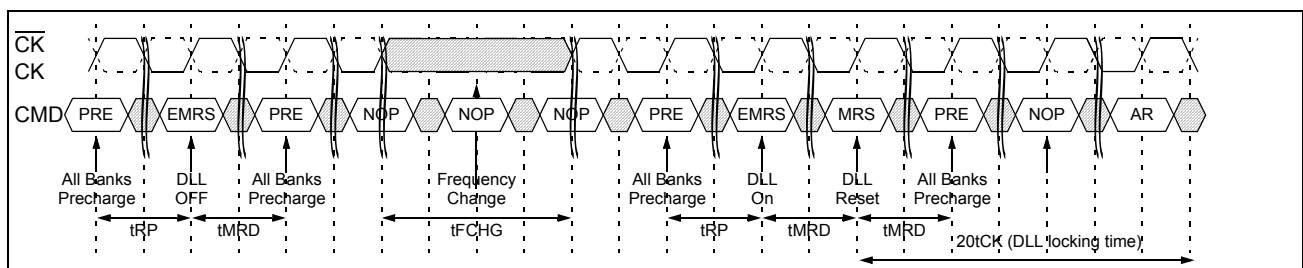 CK
CK
CMD PRE EMRS PRE NOP NOP NOP PRE EMRS MRS PRE NOP AR
All Banks DLL All Banks Frequency All Banks DLL DLL All Banks
Precharge OFF Precharge Change Precharge On Reset Precharge
tRP tMRD tFCHG tRP tMRD tMRD
20tCK (DLL locking time)